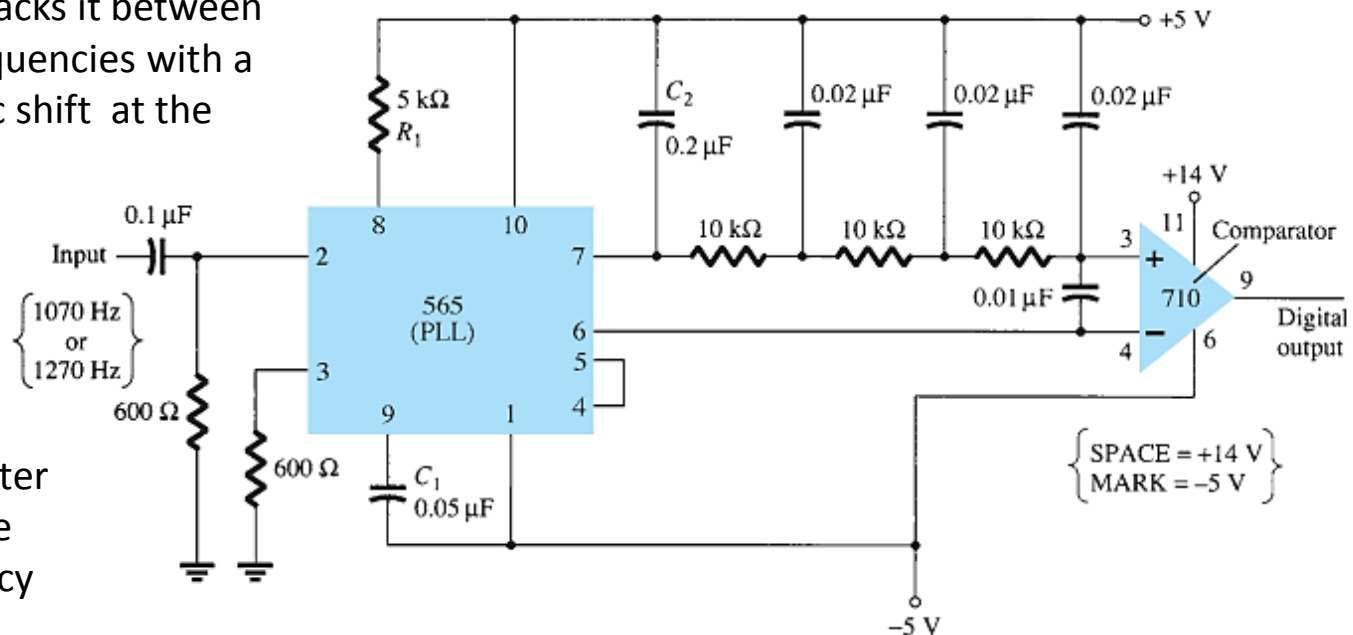 acks it between
quencies with a
c shift at the
ter
e
cy
+5 V
5 kΩ
R₁
C₂
0.2 µF
0.02 µF
0.02 µF
0.02 µF
+14 V
0.1 µF
Input
1070 Hz
or
1270 Hz
600 Ω
600 Ω
8
10
2
3
7
6
5
4
9
1
565
(PLL)
10 kΩ
10 kΩ
10 kΩ
0.01 µF
3
11
Comparator
+
710
9
−
4
6
Digital
output
C₁
0.05 µF
SPACE = +14 V
MARK = −5 V
−5 V